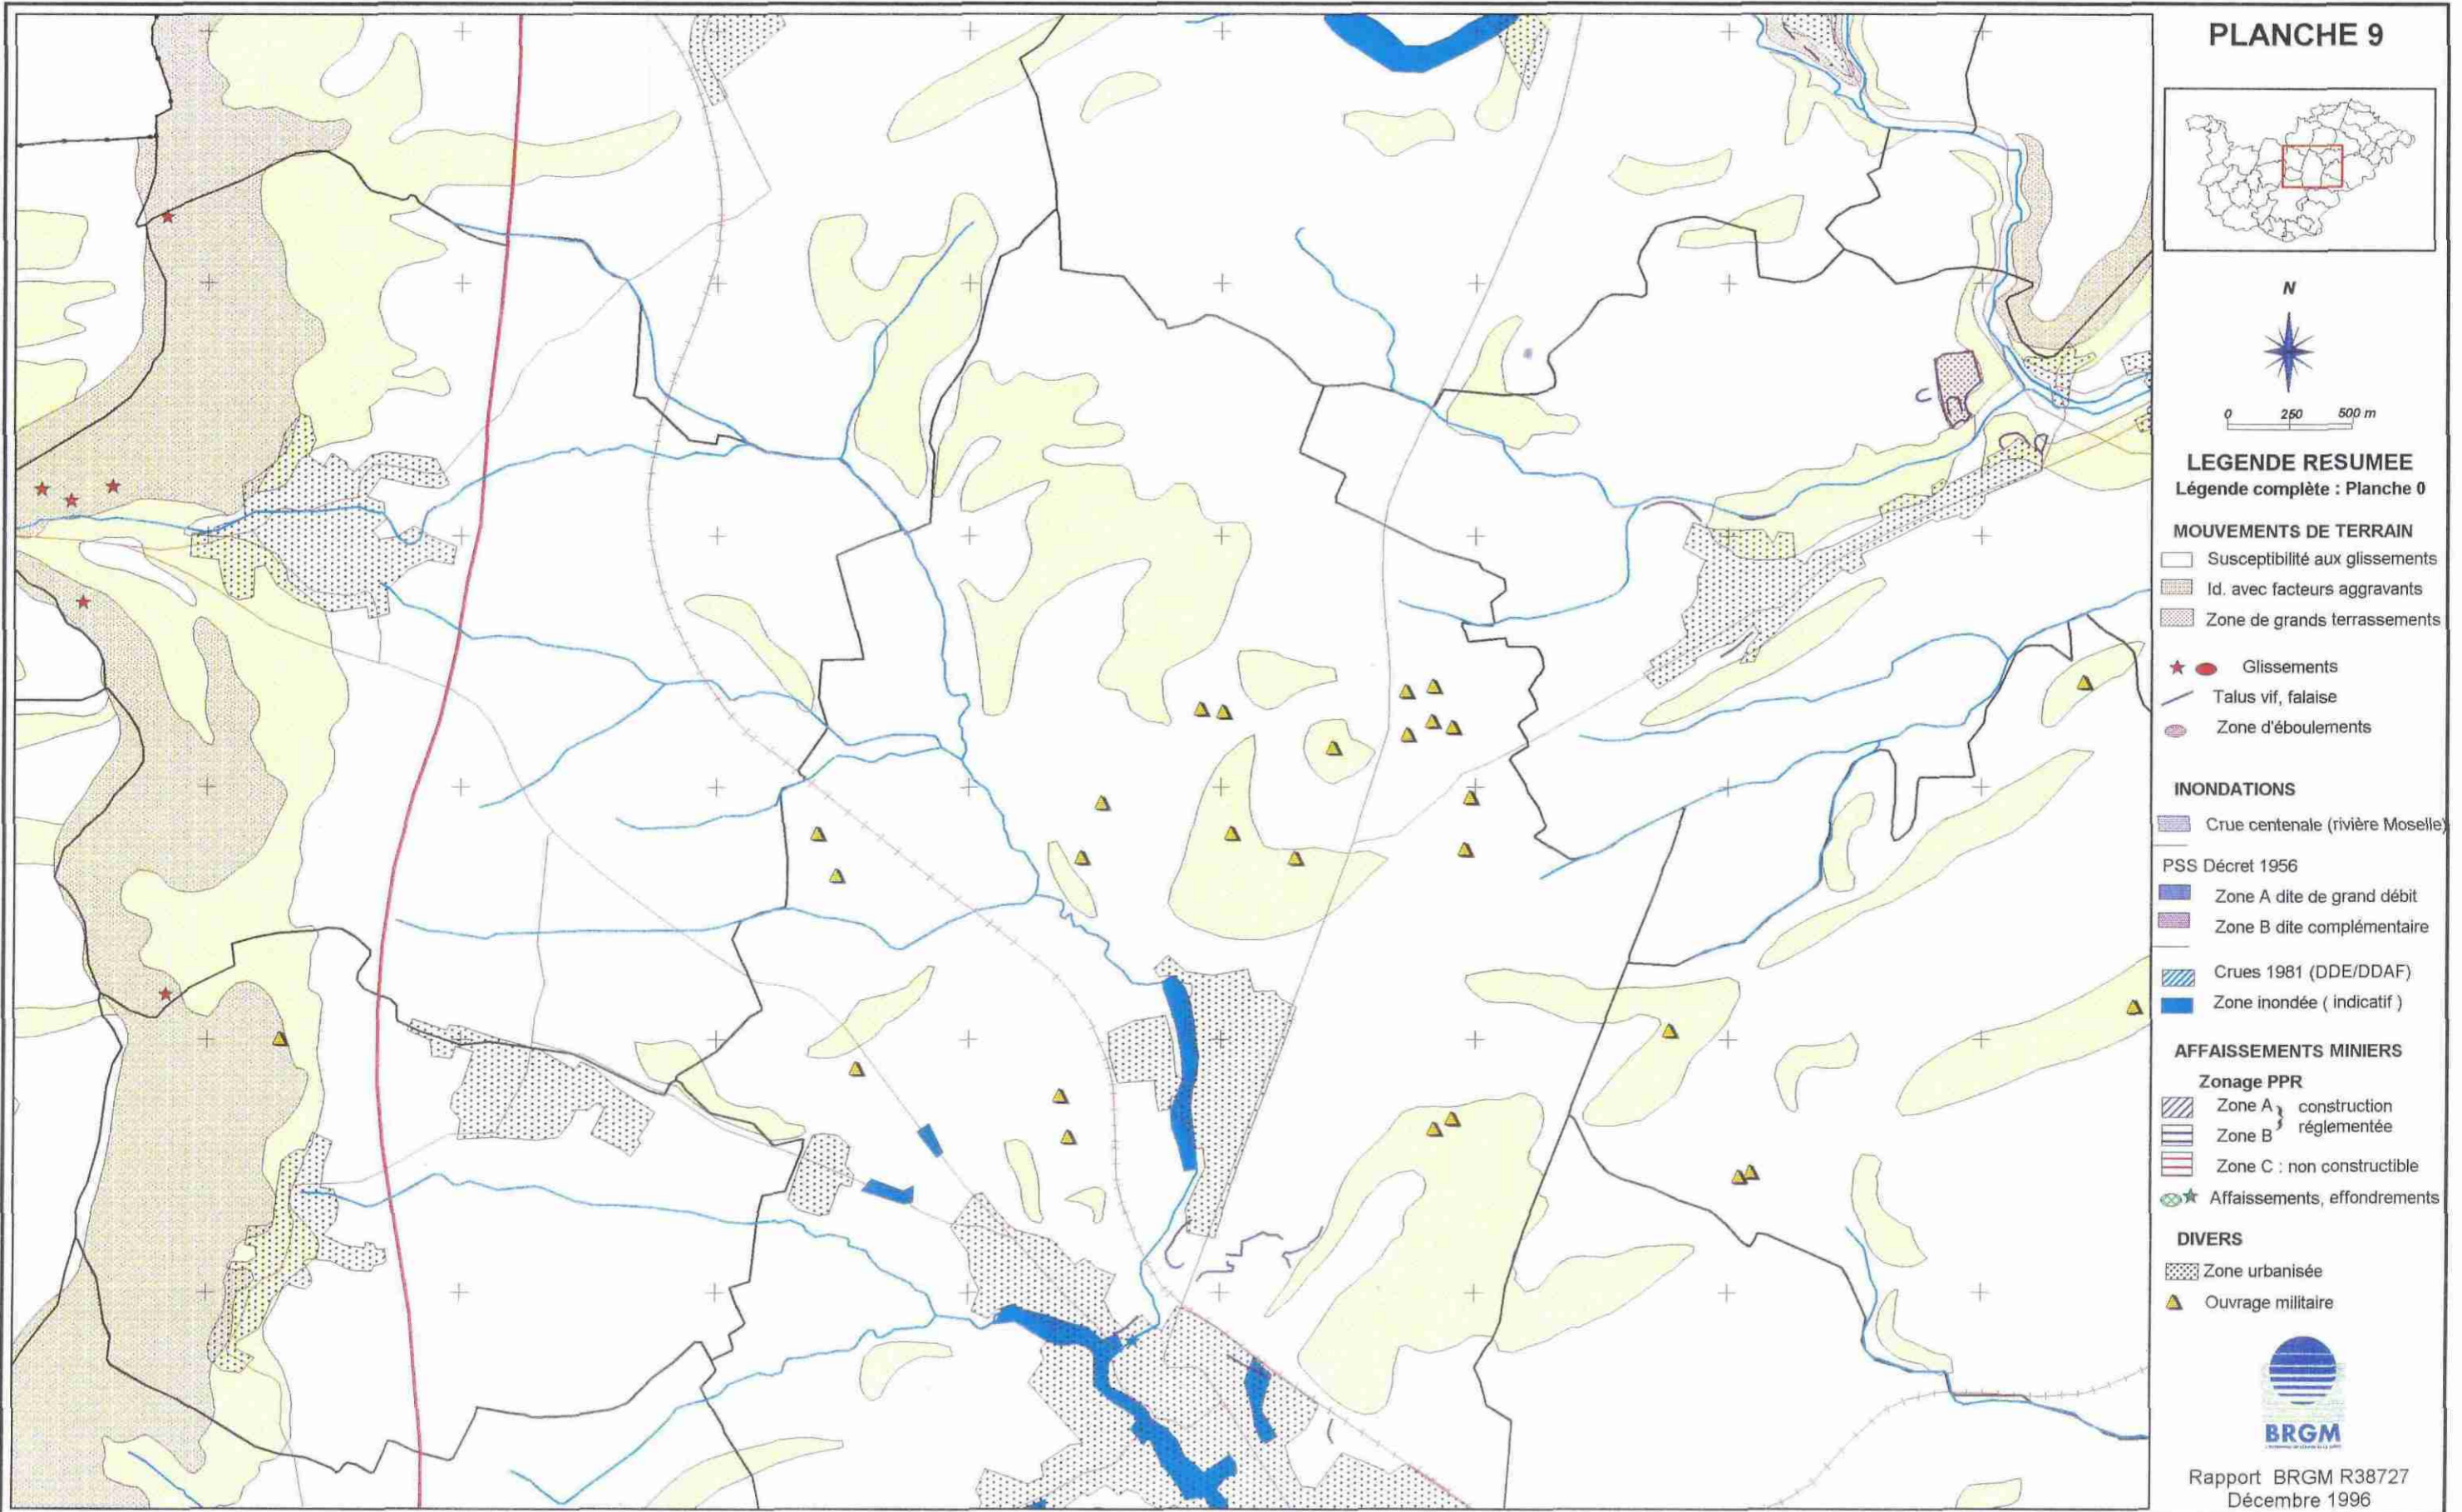 PLANCHE 9
N
0 250 500 m
LEGENDE RESUMEE
Légende complète : Planche 0
MOUVEMENTS DE TERRAIN
Susceptibilité aux glissements
Id. avec facteurs aggravants
Zone de grands terrassements
Glissements
Talus vif, falaise
Zone d'éboulements
INONDATIONS
Crue centenale (rivière Moselle)
PSS Décret 1956
Zone A dite de grand débit
Zone B dite complémentaire
Crues 1981 (DDE/DDAF)
Zone inondée ( indicatif )
AFFAISSEMENTS MINIERS
Zonage PPR
Zone A } construction
Zone B } réglementée
Zone C : non constructible
Affaissements, effondrements
DIVERS
Zone urbanisée
Ouvrage militaire
BRGM
Rapport BRGM R38727
Décembre 1996